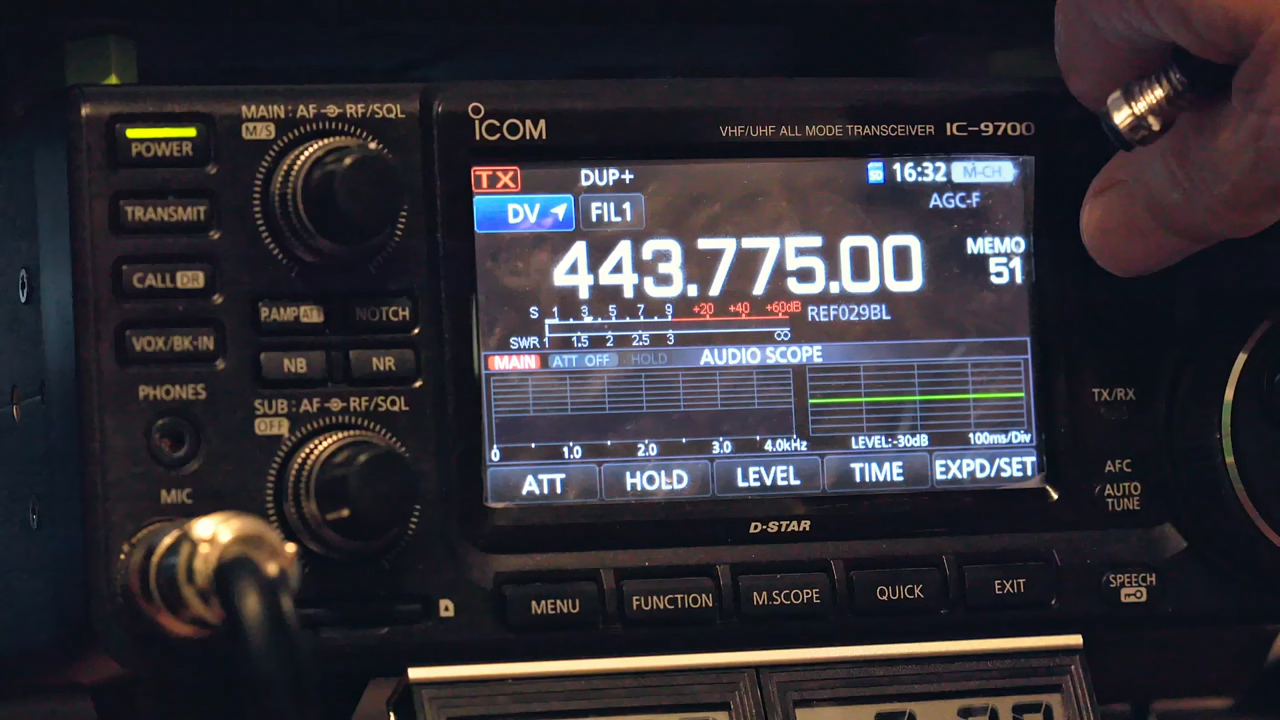 POWER
TRANSMIT
CALL DR
VOX/BK-IN
PHONES
MIC
MAIN : AF RF/SQL
M/S
P.AMP ATT
NOTCH
NB
NR
SUB : AF RF/SQL
OFF
ICOM
VHF/UHF ALL MODE TRANSCEIVER IC-9700
TX DUP+ SD 16:32 M-CH
DV FIL1 AGC-F
443.775.00
MEMO
51
S 1 3 5 7 9 +20 +40 +60dB REF029BL
SWR 1 1.5 2 2.5 3 ∞
MAIN ATT OFF HOLD AUDIO SCOPE
0 1.0 2.0 3.0 4.0kHz LEVEL:-30dB 100ms/Div
ATT HOLD LEVEL TIME EXPD/SET
D-STAR
MENU FUNCTION M.SCOPE QUICK EXIT
TX/RX
AFC
AUTO
TUNE
SPEECH